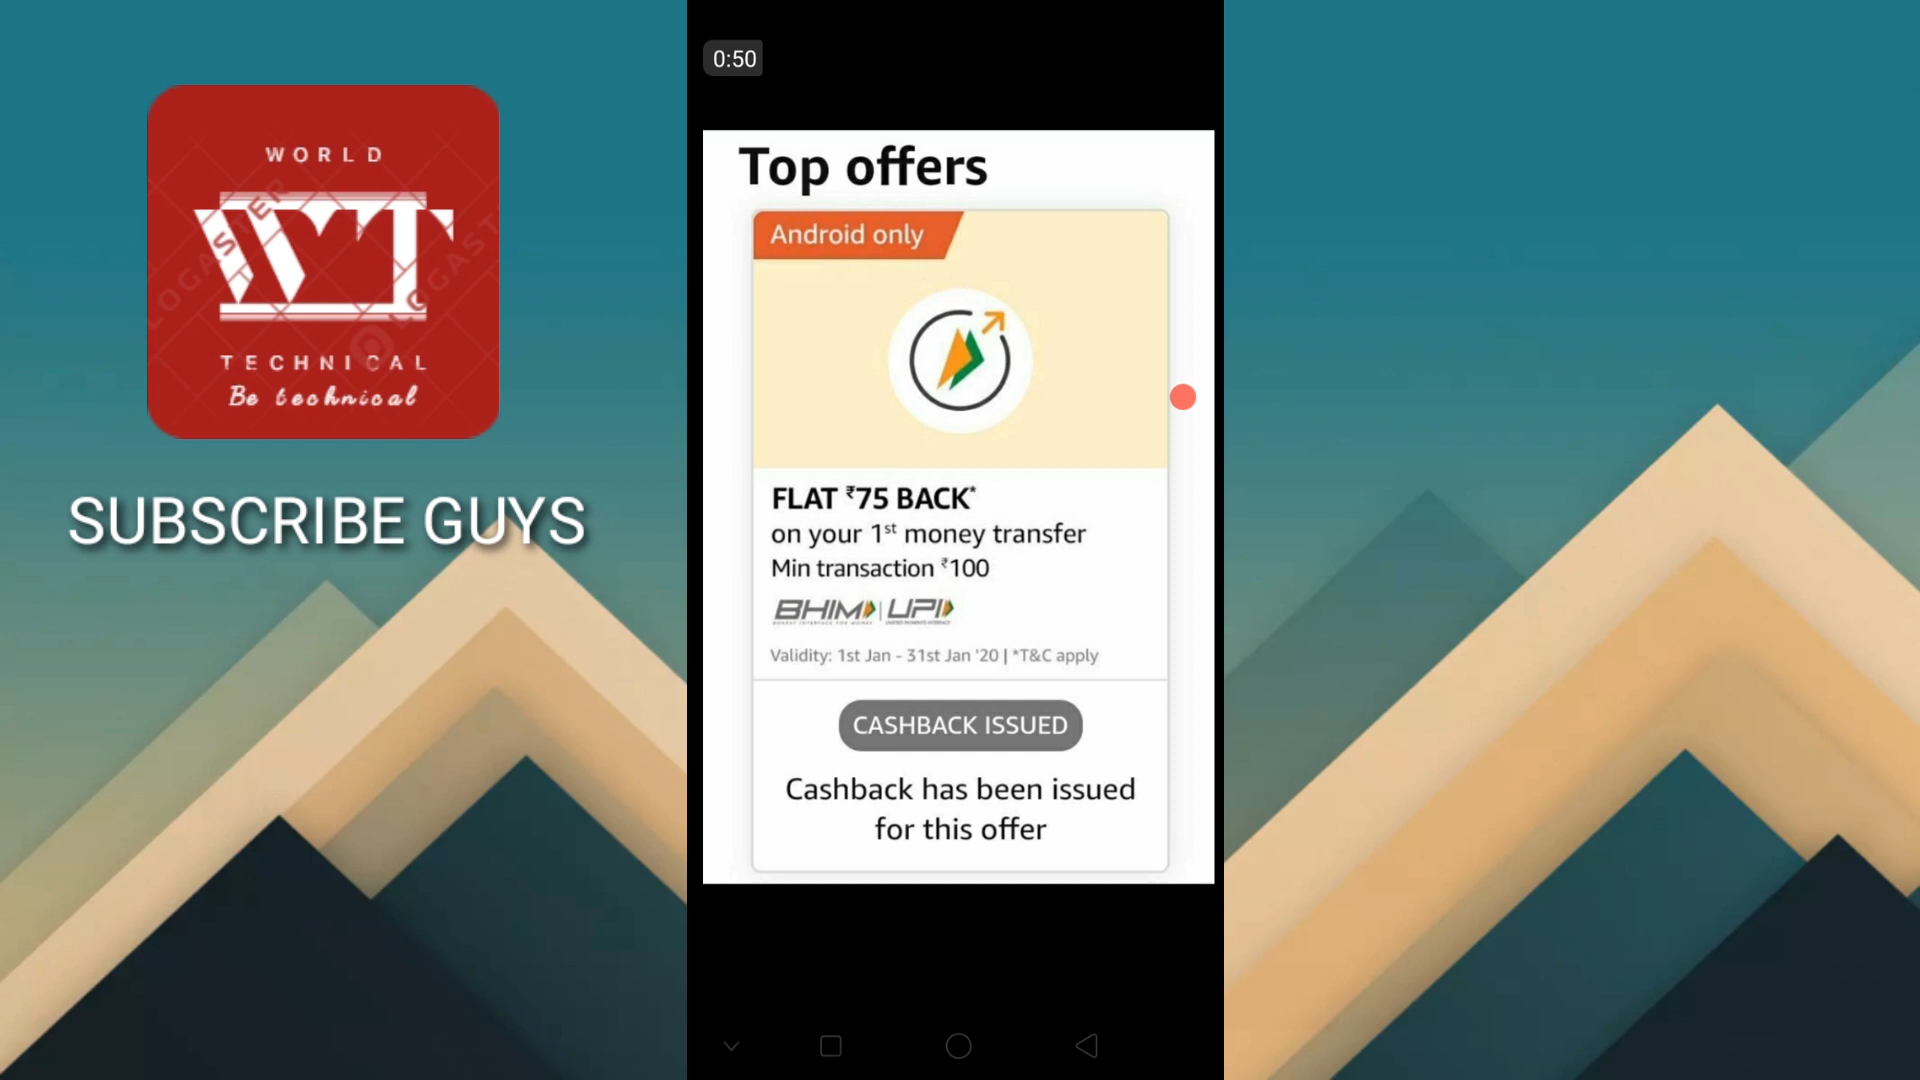 WORLD
WT
TECHNICAL
Be technical
SUBSCRIBE GUYS
0:50
Top offers
Android only
FLAT ₹75 BACK*
on your 1st money transfer
Min transaction ₹100
BHIM | UPI
Validity: 1st Jan - 31st Jan '20 | *T&C apply
CASHBACK ISSUED
Cashback has been issued
for this offer